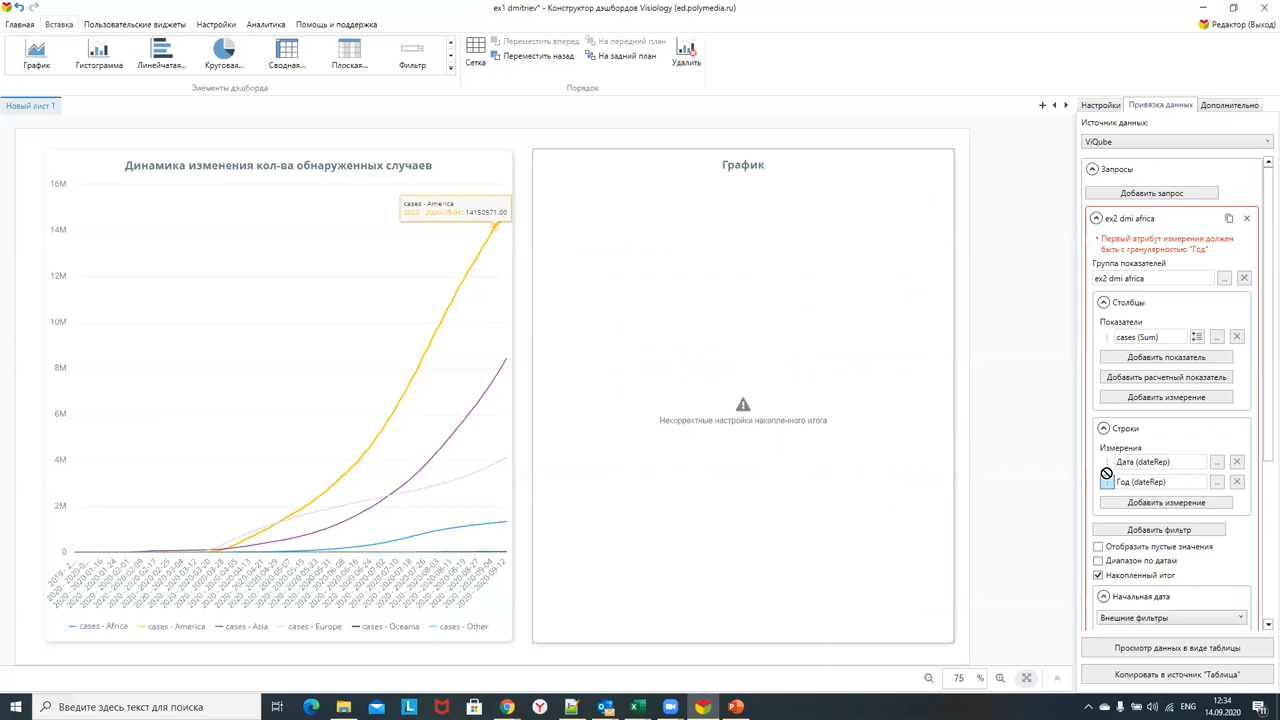 ex1 dmitriev* - Конструктор дэшбордов Visiology (ed.polymedia.ru)
Главная Вставка Пользовательские виджеты Настройки Аналитика Помощь и поддержка
Редактор (Выход)
График Гистограмма Линейчатая... Круговая... Сводная... Плоская... Фильтр
Элементы дэшборда
Сетка
Переместить вперед На передний план
Переместить назад На задний план
Удалить
Порядок
Новый лист 1
Настройки Привязка данных Дополнительно
Источник данных:
ViQube
Запросы
Добавить запрос
ex2 dmi africa
• Первый атрибут измерения должен
быть с гранулярностью "Год"
Группа показателей
ex2 dmi africa ...
Столбцы
Показатели
cases (Sum) ...
Добавить показатель
Добавить расчетный показатель
Добавить измерение
Строки
Измерения
Дата (dateRep) ...
Год (dateRep) ...
Добавить измерение
Добавить фильтр
Отобразить пустые значения
Диапазон по датам
Накопленный итог
Начальная дата
Внешние фильтры
Просмотр данных в виде таблицы
Копировать в источник "Таблица"
Динамика изменения кол-ва обнаруженных случаев
16M
14M
12M
10M
8M
6M
4M
2M
0
cases - America
2020 - 2020-09-06: 14150571.00
cases - Africa cases - America cases - Asia cases - Europe cases - Oceania cases - Other
График
Некорректные настройки накопленного итога
75 %
Введите здесь текст для поиска
12:34
14.09.2020